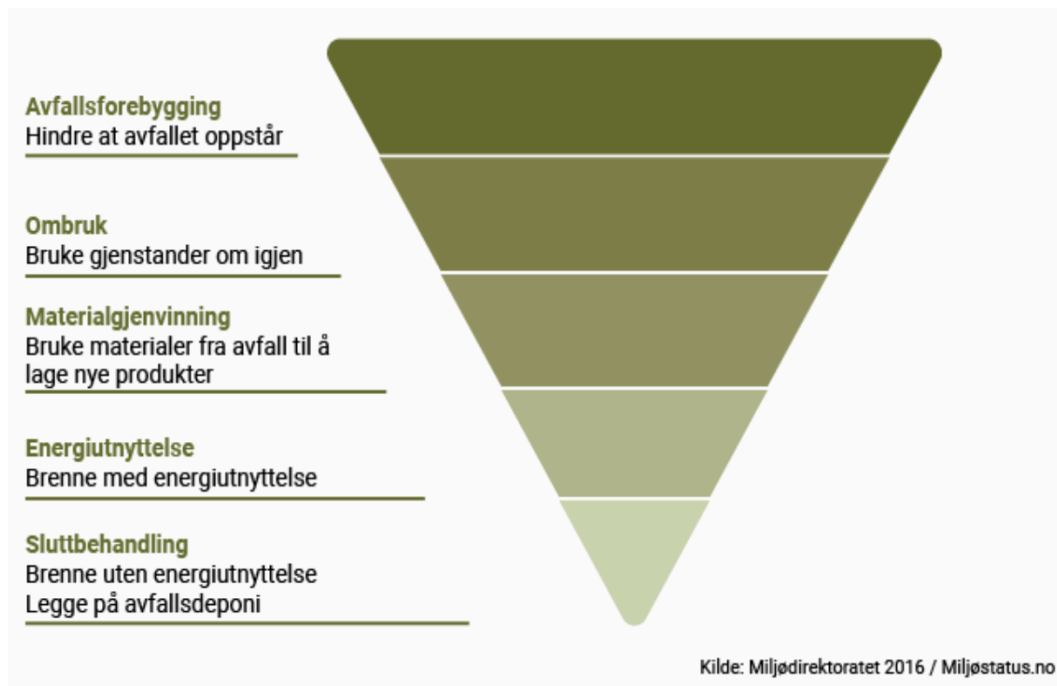 Avfallsforebygging
Hindre at avfallet oppstår
Ombruk
Bruke gjenstander om igjen
Materialgjenvinning
Bruke materialer fra avfall til å
lage nye produkter
Energiutnyttelse
Brenne med energiutnyttelse
Sluttbehandling
Brenne uten energiutnyttelse
Legge på avfallsdeponi
Kilde: Miljødirektoratet 2016 / Miljøstatus.no